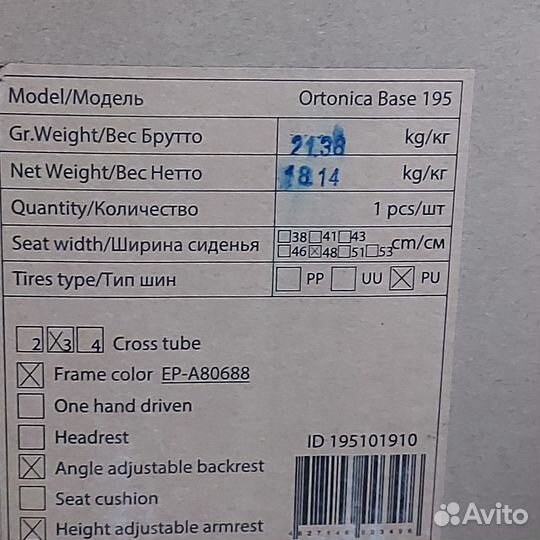 Model/Модель Ortonica Base 195
Gr.Weight/Вес Брутто 21.38 kg/кг
Net Weight/Вес Нетто 18.14 kg/кг
Quantity/Количество 1 pcs/шт
Seat width/Ширина сиденья 38 41 43 46 48 51 53 cm/см
Tires type/Тип шин PP UU PU
2 3 4 Cross tube
Frame color EP-A80688
One hand driven
Headrest
ID 195101910
Angle adjustable backrest
Seat cushion
Height adjustable armrest
Avito